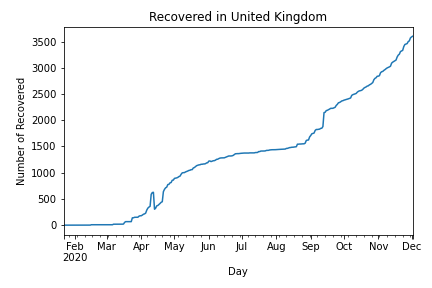 Recovered in United Kingdom
Number of Recovered
3500
3000
2500
2000
1500
1000
500
0
Feb Mar Apr May Jun Jul Aug Sep Oct Nov Dec
2020
Day